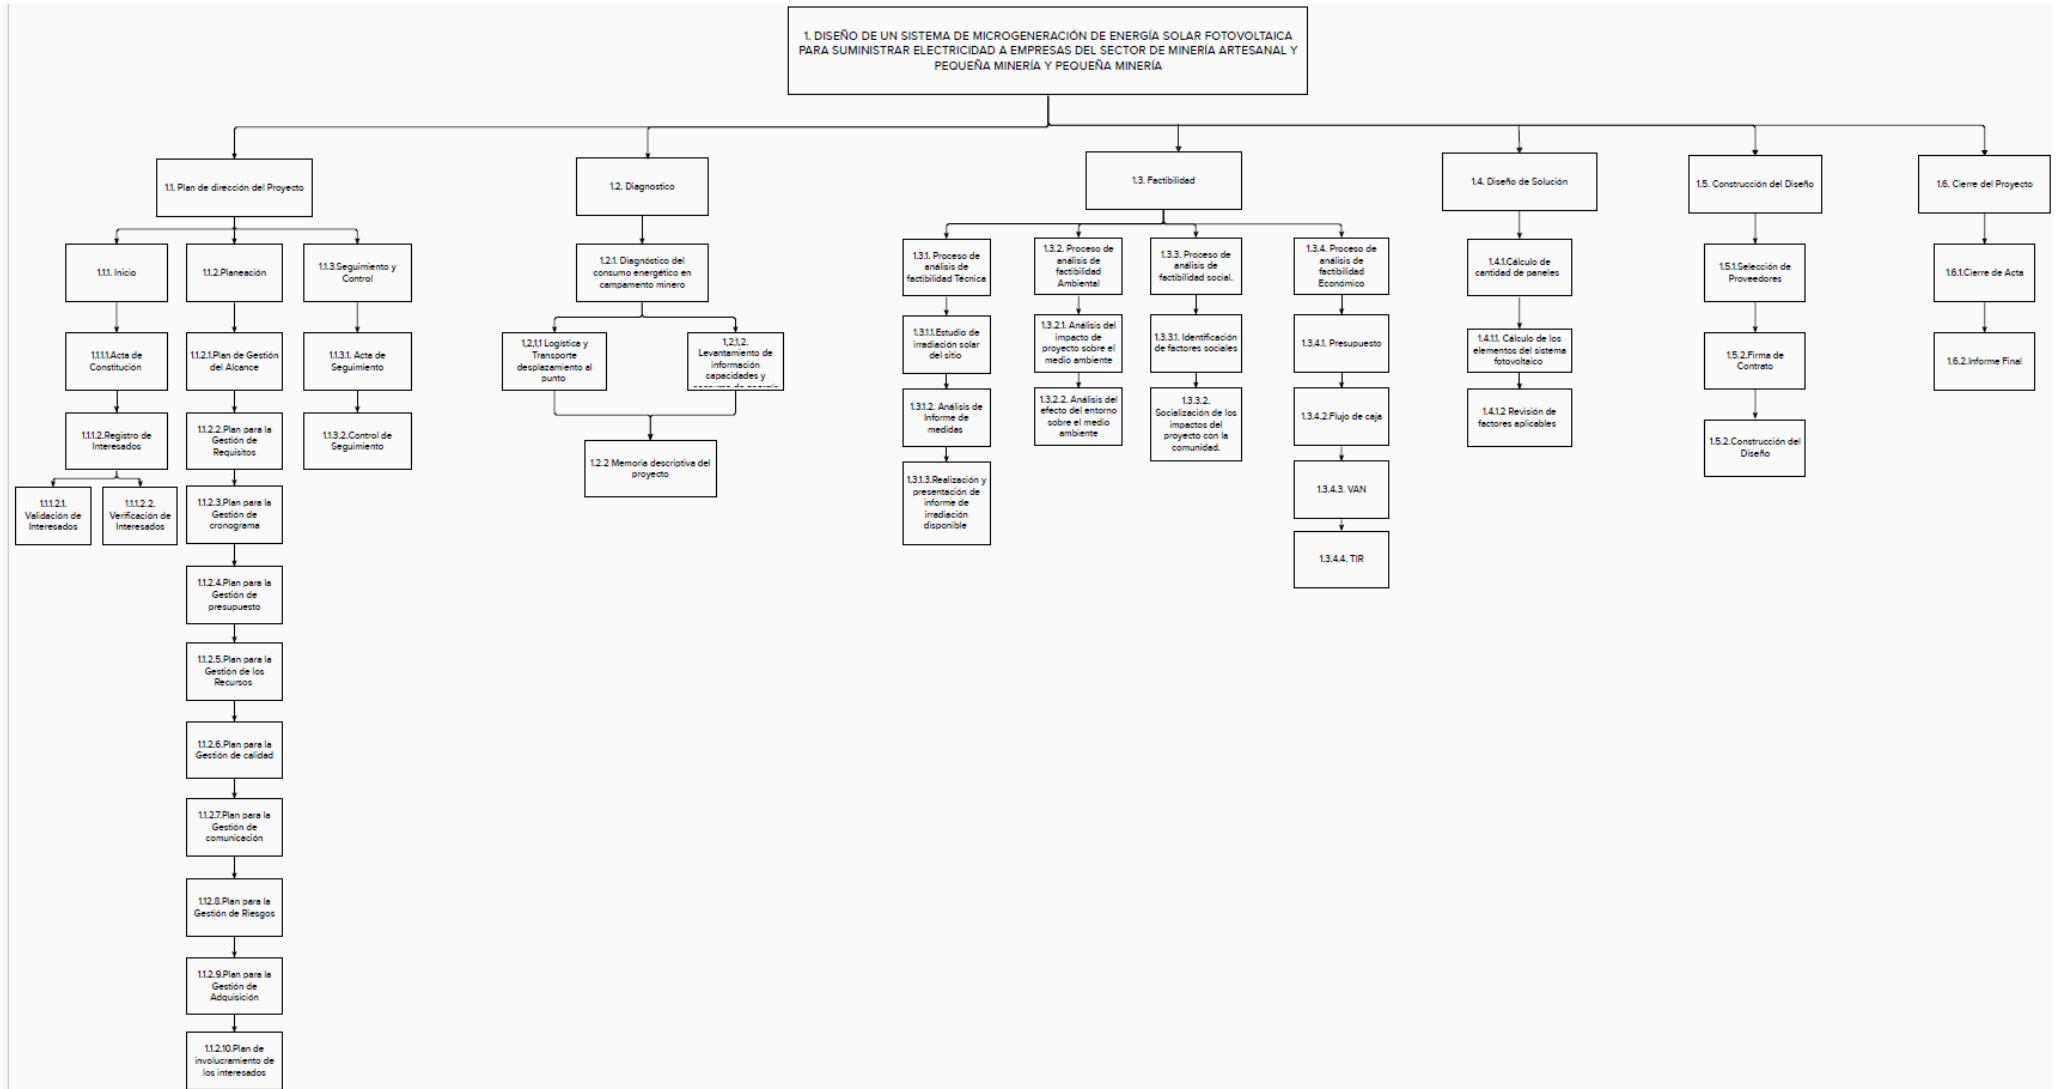 1. DISEÑO DE UN SISTEMA DE MICROGENERACIÓN DE ENERGÍA SOLAR FOTOVOLTAICA
PARA SUMINISTRAR ELECTRICIDAD A EMPRESAS DEL SECTOR DE MINERÍA ARTESANAL Y
PEQUEÑA MINERÍA Y PEQUEÑA MINERÍA
1.1. Plan de dirección del Proyecto
1.1.1. Inicio
1.1.1.1.Acta de
Constitución
1.1.1.2.Registro de
Interesados
1.1.1.2.1.
Validación de
Interesados
1.1.1.2.2.
Verificación de
Interesados
1.1.2.Planeación
1.1.2.1.Plan de Gestión
del Alcance
1.1.2.2.Plan para la
Gestión de
Requisitos
1.1.2.3.Plan para la
Gestión de
cronograma
1.1.2.4.Plan para la
Gestión de
presupuesto
1.1.2.5.Plan para la
Gestión de los
Recursos
1.1.2.6.Plan para la
Gestión de calidad
1.1.2.7.Plan para la
Gestión de
comunicación
1.12.8.Plan para la
Gestión de Riesgos
1.1.2.9.Plan para la
Gestión de
Adquisición
1.1.2.10.Plan de
involucramiento de
los interesados
1.1.3.Seguimiento y
Control
1.1.3.1. Acta de
Seguimiento
1.1.3.2.Control de
Seguimiento
1.2. Diagnostico
1.2.1. Diagnóstico del
consumo energético en
campamento minero
1,2,1,1 Logística y
Transporte
desplazamiento al
punto
1,2,1,2.
Levantamiento de
información
capacidades y
consumo de energía
1.2.2 Memoria descriptiva del
proyecto
1.3. Factibilidad
1.3.1. Proceso de
análisis de
factibilidad Técnica
1.3.1.1.Estudio de
irradiación solar
del sitio
1.3.1.2. Análisis de
Informe de
medidas
1.3.1.3.Realización y
presentación de
informe de
irradiación
disponible
1.3.2. Proceso de
análisis de
factibilidad
Ambiental
1.3.2.1. Análisis del
impacto de
proyecto sobre el
medio ambiente
1.3.2.2. Análisis del
efecto del entorno
sobre el medio
ambiente
1.3.3. Proceso de
análisis de
factibilidad social.
1.3.3.1. Identificación
de factores sociales
1.3.3.2.
Socialización de los
impactos del
proyecto con la
comunidad.
1.3.4. Proceso de
análisis de
factibilidad
Económico
1.3.4.1. Presupuesto
1.3.4.2.Flujo de caja
1.3.4.3. VAN
1.3.4.4. TIR
1.4. Diseño de Solución
1.4.1.Cálculo de
cantidad de paneles
1.4.1.1. Cálculo de los
elementos del sistema
fotovoltaico
1.4.1.2 Revisión de
factores aplicables
1.5. Construcción del Diseño
1.5.1.Selección de
Proveedores
1.5.2.Firma de
Contrato
1.5.2.Construcción del
Diseño
1.6. Cierre del Proyecto
1.6.1.Cierre de Acta
1.6.2.Informe Final